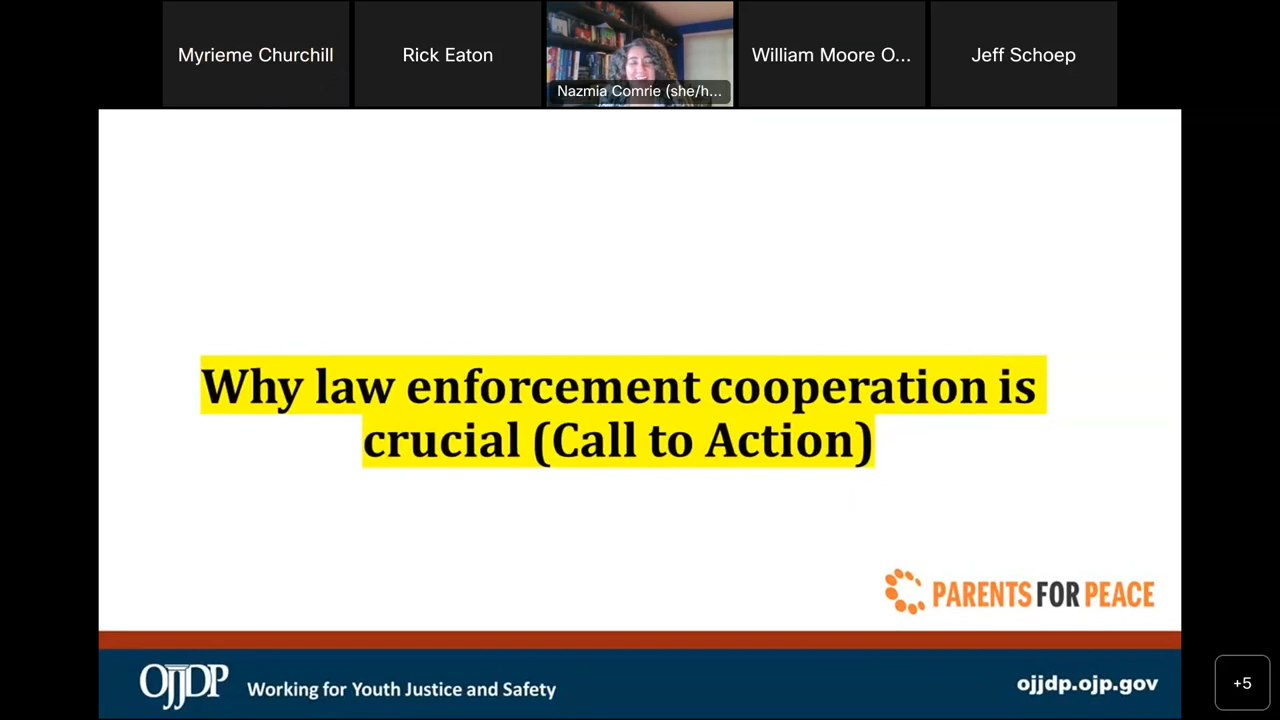 Myrieme Churchill
Rick Eaton
Nazmia Comrie (she/h...
William Moore O...
Jeff Schoep
Why law enforcement cooperation is
crucial (Call to Action)
PARENTS FOR PEACE
OJJDP
Working for Youth Justice and Safety
ojjdp.ojp.gov
+5